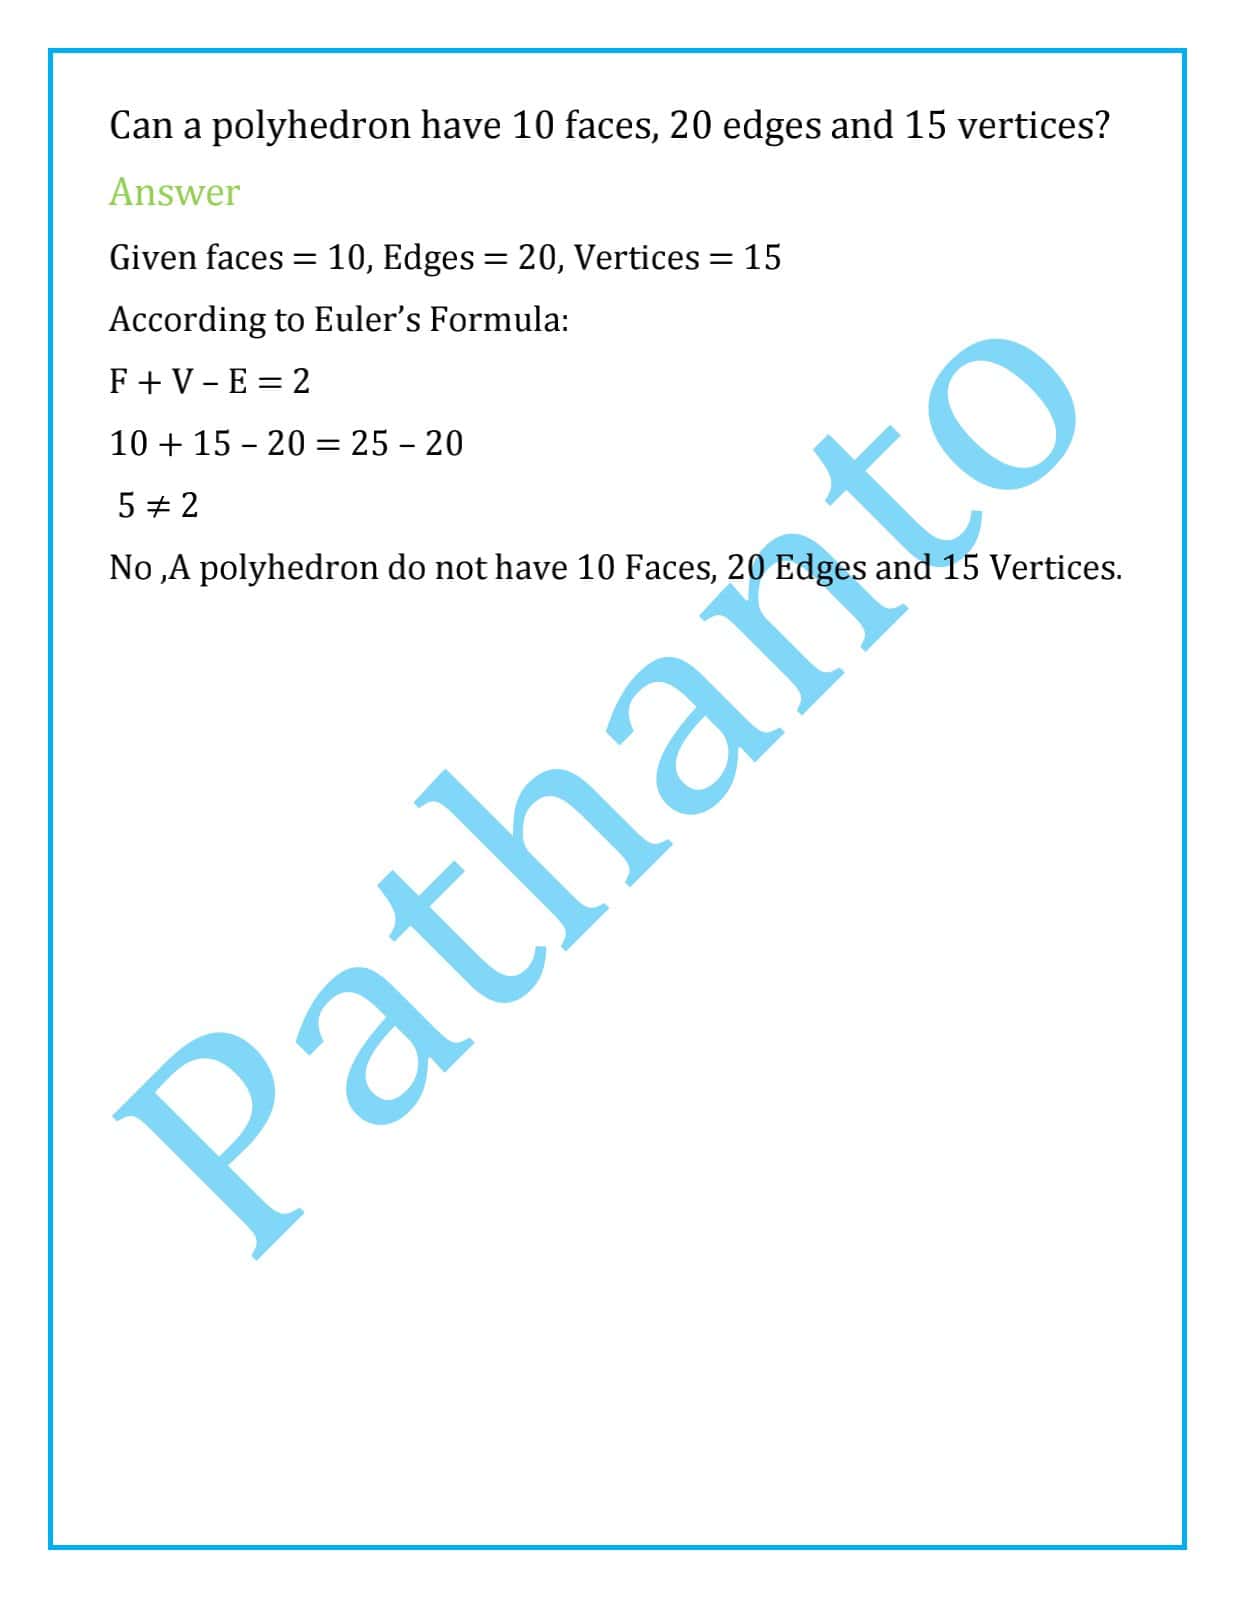 Can a polyhedron have 10 faces, 20 edges and 15 vertices?
Answer
Given faces = 10, Edges = 20, Vertices = 15
According to Euler’s Formula:
F + V – E = 2
10 + 15 – 20 = 25 – 20
5 ≠ 2
No ,A polyhedron do not have 10 Faces, 20 Edges and 15 Vertices.
Pathanto